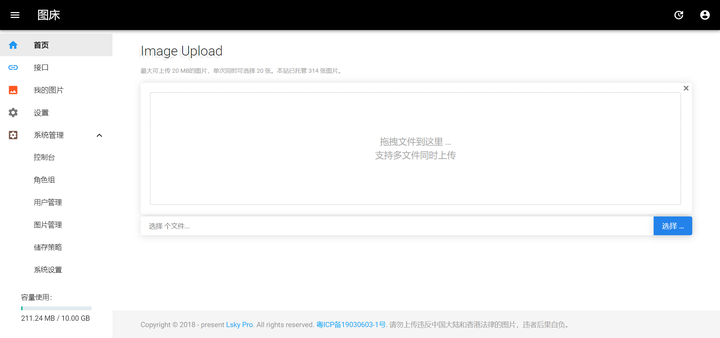 图床
首页
接口
我的图片
设置
系统管理
控制台
角色组
用户管理
图片管理
储存策略
系统设置
容量使用：
211.24 MB / 10.00 GB
Image Upload
最大可上传 20 MB的图片，单次同时可选择 20 张。本站已托管 314 张图片。
拖拽文件到这里 …
支持多文件同时上传
选择 个文件...
选择 ...
Copyright © 2018 - present Lsky Pro. All rights reserved. 粤ICP备19030603-1号. 请勿上传违反中国大陆和香港法律的图片，违者后果自负。